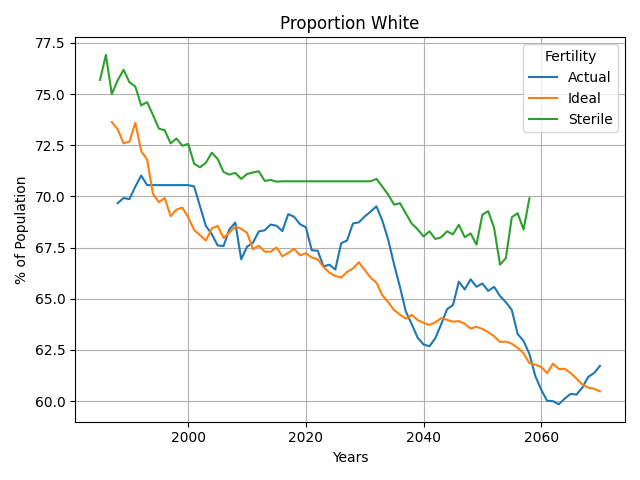 Proportion White
Fertility
Actual
Ideal
Sterile
% of Population
77.5
75.0
72.5
70.0
67.5
65.0
62.5
60.0
2000 2020 2040 2060
Years